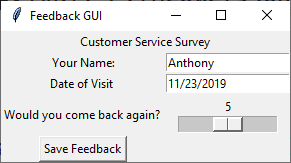 Feedback GUI
Customer Service Survey
Your Name: Anthony
Date of Visit 11/23/2019
5
Would you come back again?
Save Feedback